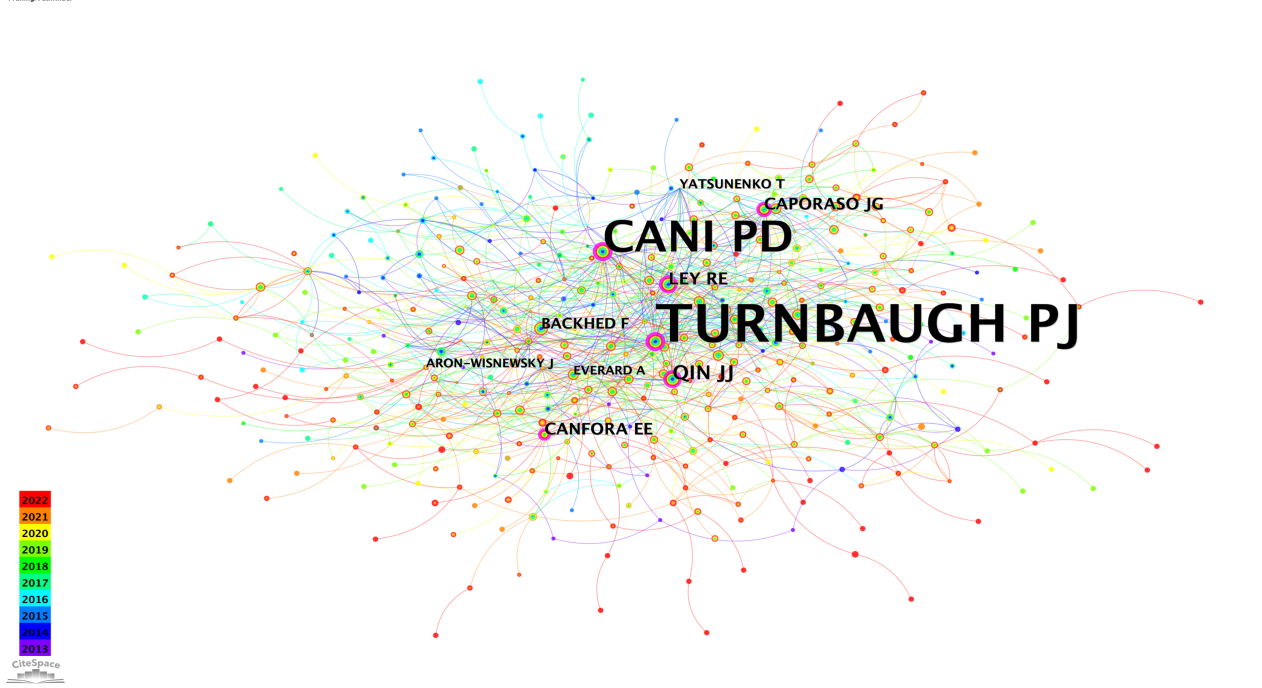 YATSUNENKO T
CAPORASO JG
CANI PD
LEY RE
TURNBAUGH PJ
BACKHED F
ARON-WISNEWSKY J
EVERARD A
QIN JJ
CANFORA EE
2022
2021
2020
2019
2018
2017
2016
2015
2014
2013
CiteSpace